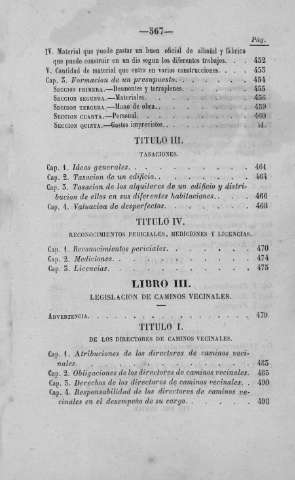 —567—
Pág.
IV. Material que puede gastar un buen oficial de albañil y fábrica
que puede construir en un dia segun los diferentes trabajos. . . 452
V. Cantidad de material que entra en varias construcciones. . . . 453
Cap. 3. Formacion de un presupuesto. . . . . . . . . 454
SECCION PRIMERA.—Desmontes y terraplenes. . . . . . . 455
SECCION SEGUNDA.—Materiales. . . . . . . . . . 456
SECCION TERCERA.—Mano de obra. . . . . . . . . 459
SECCION CUARTA.—Personal. . . . . . . . . . . 460
SECCION QUINTA.—Gastos imprevistos. . . . . . . . . id.
TITULO III.
TASACIONES.
Cap. 1. Ideas generales. . . . . . . . . . 461
Cap. 2. Tasacion de un edificio. . . . . . . . 464
Cap. 3. Tasacion de los alquileres de un edificio y distri-
bucion de ellos en sus diferentes habitaciones. . . . 466
Cap. 4. Valuacion de desperfectos. . . . . . . 468
TITULO IV.
RECONOCIMIENTOS PERICIALES, MEDICIONES Y LICENCIAS.
Cap. 1. Reconocimientos periciales. . . . . . . 470
Cap. 2. Mediciones. . . . . . . . . . . 474
Cap. 3. Licencias. . . . . . . . . . . 475
LIBRO III.
LEGISLACION DE CAMINOS VECINALES.
ADVERTENCIA. . . . . . . . . . . . . 479
TITULO I.
DE LOS DIRECTORES DE CAMINOS VECINALES.
Cap. 1. Atribuciones de los directores de caminos veci-
nales. . . . . . . . . . . . . . 485
Cap. 2. Obligaciones de los directores de caminos vecinales. 485
Cap. 3. Derechos de los directores de caminos vecinales. . 490
Cap. 4. Responsabilidad de los directores de caminos ve-
cinales en el desempeño de su cargo. . . . . . 493